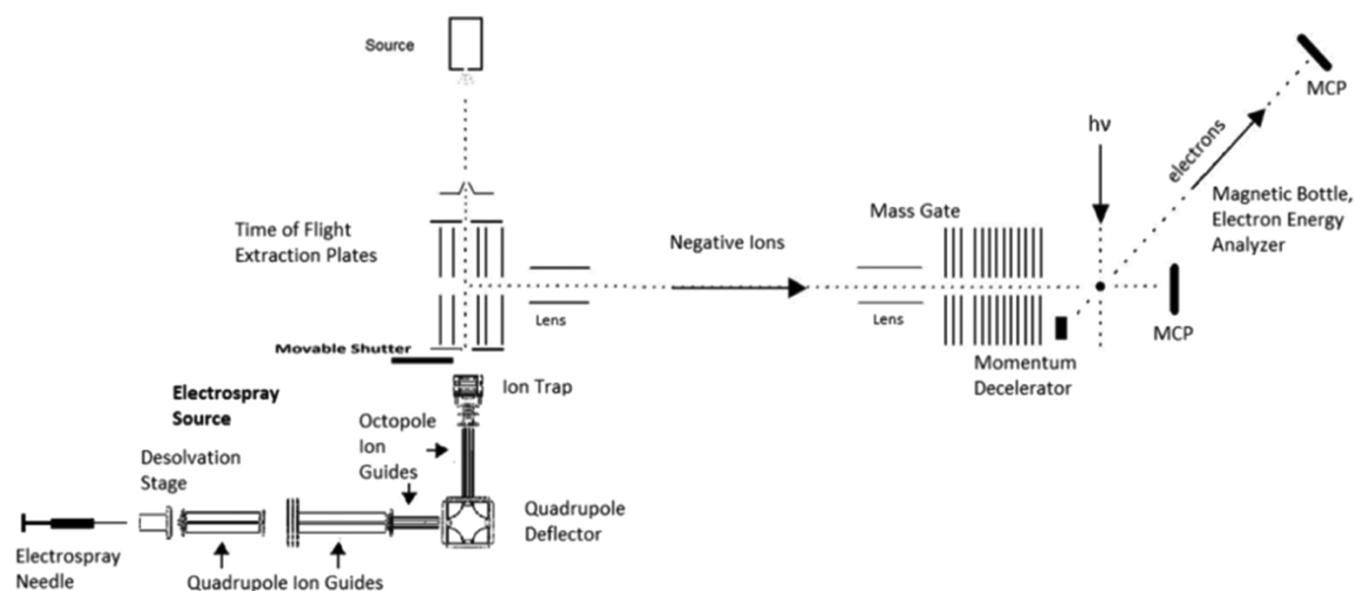 Source
MCP
hν
electrons
Magnetic Bottle,
Electron Energy
Analyzer
Mass Gate
Time of Flight
Extraction Plates
Negative Ions
Lens
Lens
MCP
Movable Shutter
Momentum
Decelerator
Ion Trap
Electrospray
Source
Octopole
Ion
Guides
Desolvation
Stage
Quadrupole
Deflector
Electrospray
Needle
Quadrupole Ion Guides